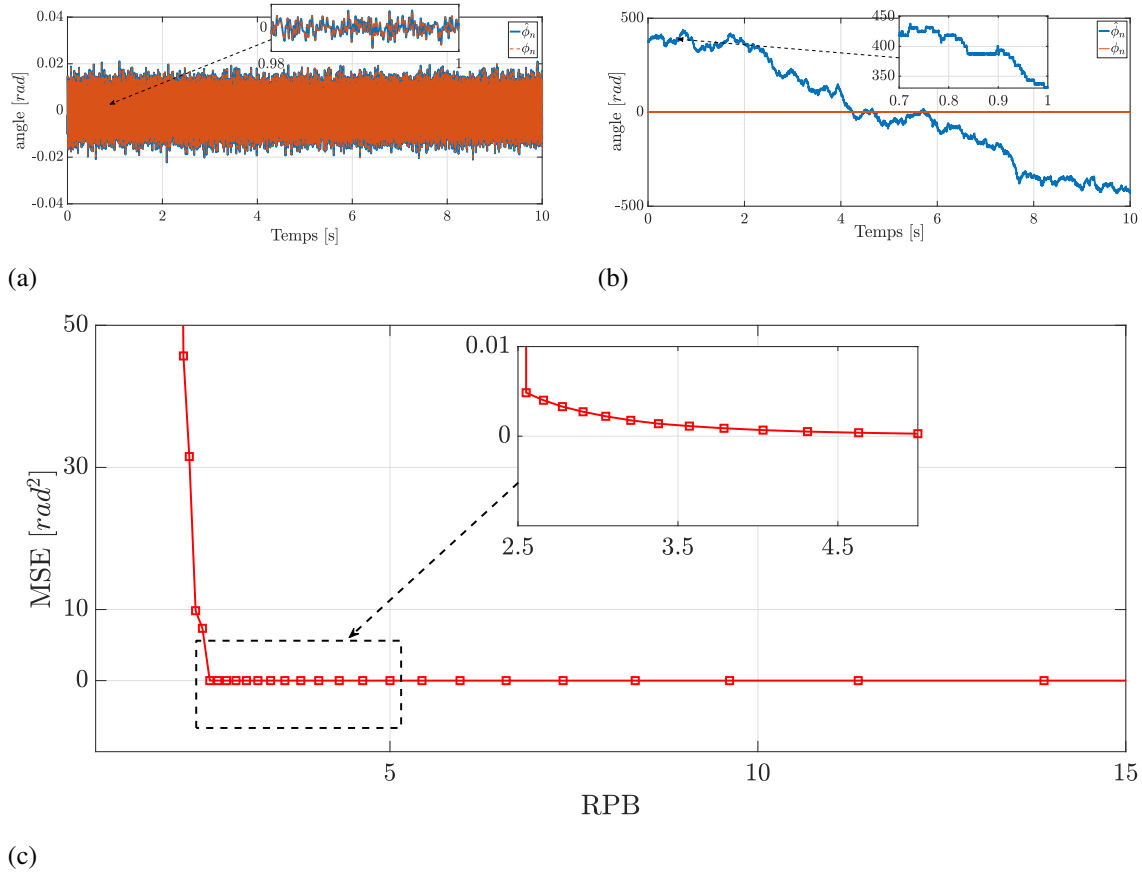 0.04
0.02
0
-0.02
-0.04
angle [rad]
0
0.98
1
ϕ̂ₙ
ϕₙ
0 2 4 6 8 10
Temps [s]
(a)
500
0
-500
angle [rad]
450
400
350
0.7 0.8 0.9 1
ϕ̂ₙ
ϕₙ
0 2 4 6 8 10
Temps [s]
(b)
50
30
10
0
MSE [rad²]
0.01
0
2.5 3.5 4.5
5 10 15
RPB
(c)